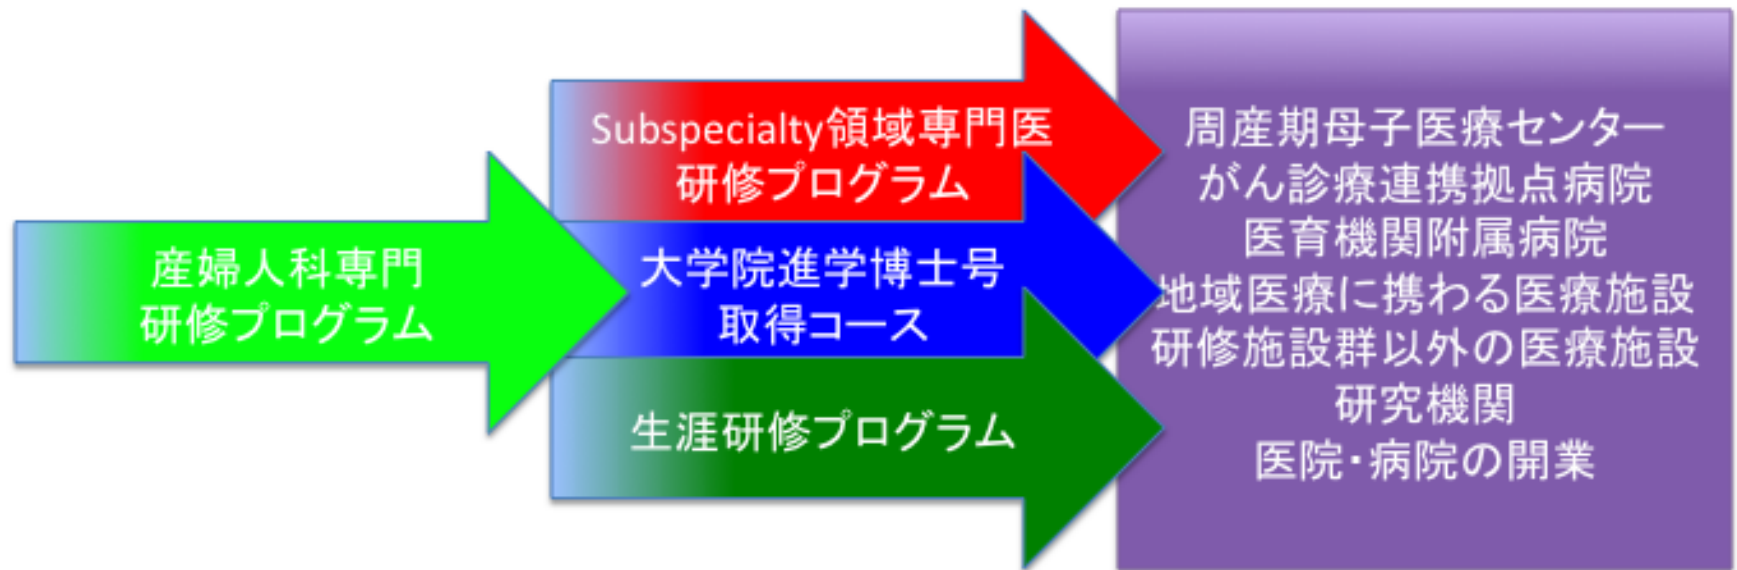 産婦人科専門
研修プログラム
Subspecialty領域専門医
研修プログラム
大学院進学博士号
取得コース
生涯研修プログラム
周産期母子医療センター
がん診療連携拠点病院
医育機関附属病院
地域医療に携わる医療施設
研修施設群以外の医療施設
研究機関
医院・病院の開業